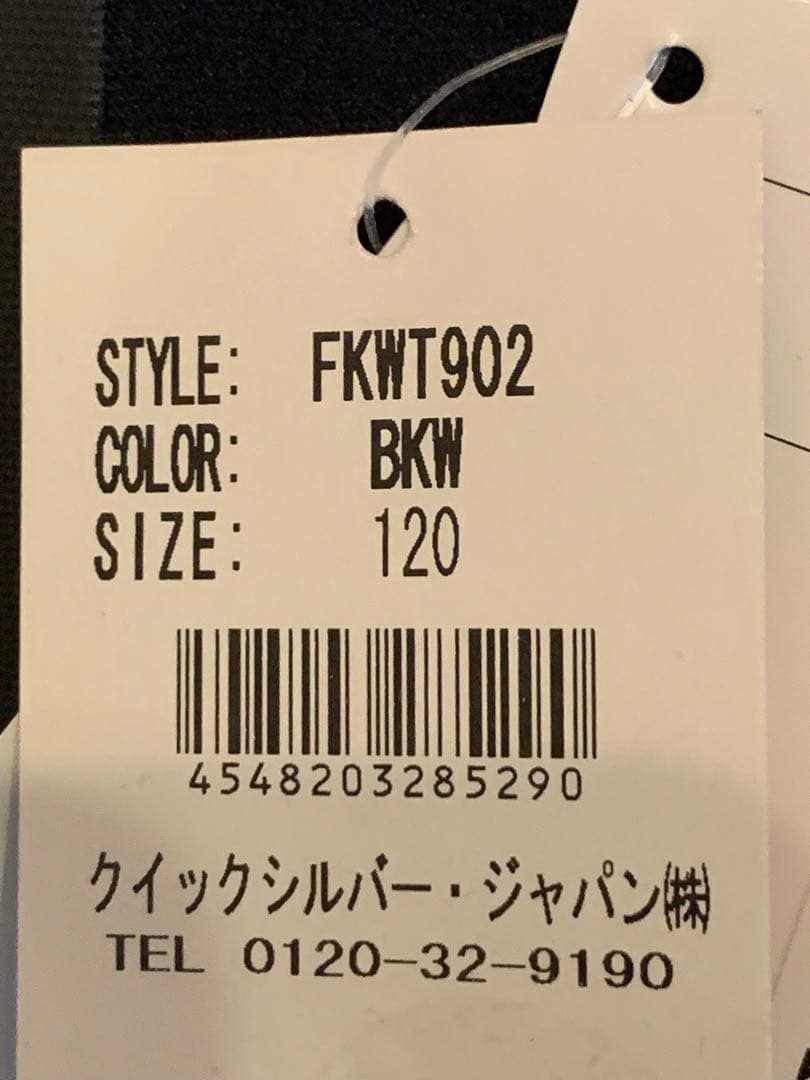 STYLE: FKWT902
COLOR: BKW
SIZE: 120
4548203285290
クイックシルバー・ジャパン㈱
TEL 0120-32-9190